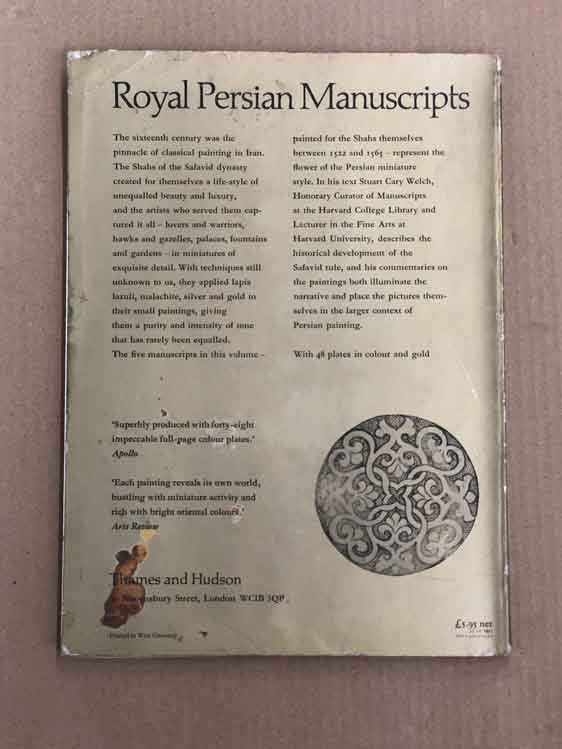 Royal Persian Manuscripts
The sixteenth century was the
pinnacle of classical painting in Iran.
The Shahs of the Safavid dynasty
created for themselves a life-style of
unequalled beauty and luxury,
and the artists who served them cap-
tured it all – lovers and warriors,
hawks and gazelles, palaces, fountains
and gardens – in miniatures of
exquisite detail. With techniques still
unknown to us, they applied lapis
lazuli, malachite, silver and gold to
their small paintings, giving
them a purity and intensity of tone
that has rarely been equalled.
The five manuscripts in this volume –
painted for the Shahs themselves
between 1522 and 1565 – represent the
flower of the Persian miniature
style. In his text Stuart Cary Welch,
Honorary Curator of Manuscripts
at the Harvard College Library and
Lecturer in the Fine Arts at
Harvard University, describes the
historical development of the
Safavid rule, and his commentaries on
the paintings both illuminate the
narrative and place the pictures them-
selves in the larger context of
Persian painting.
With 48 plates in colour and gold
‘Superbly produced with forty-eight
impeccable full-page colour plates.’
Apollo
‘Each painting reveals its own world,
bustling with miniature activity and
rich with bright oriental colours.’
Arts Review
Thames and Hudson
Bloomsbury Street, London WC1B 3QP
Printed in West Germany
£5.95 net